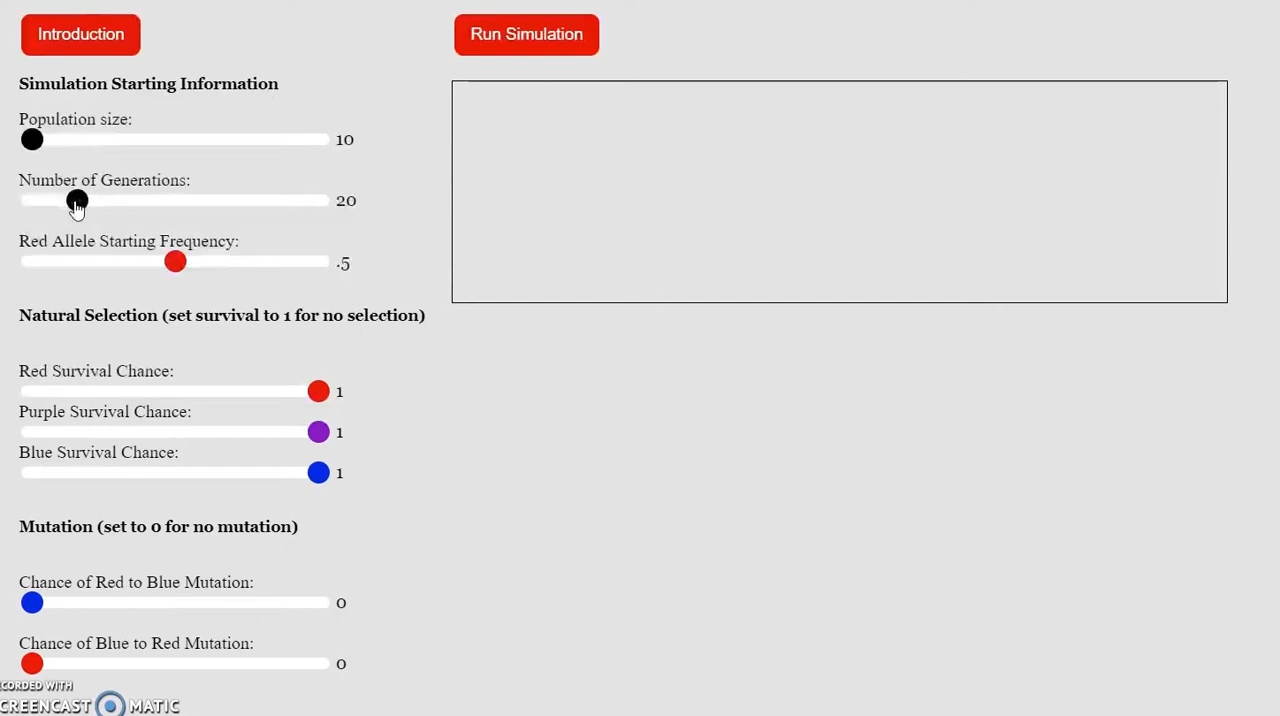 Introduction
Run Simulation
Simulation Starting Information
Population size:
10
Number of Generations:
20
Red Allele Starting Frequency:
.5
Natural Selection (set survival to 1 for no selection)
Red Survival Chance:
1
Purple Survival Chance:
1
Blue Survival Chance:
1
Mutation (set to 0 for no mutation)
Chance of Red to Blue Mutation:
0
Chance of Blue to Red Mutation:
0
CORDED WITH
CREENCAST MATIC